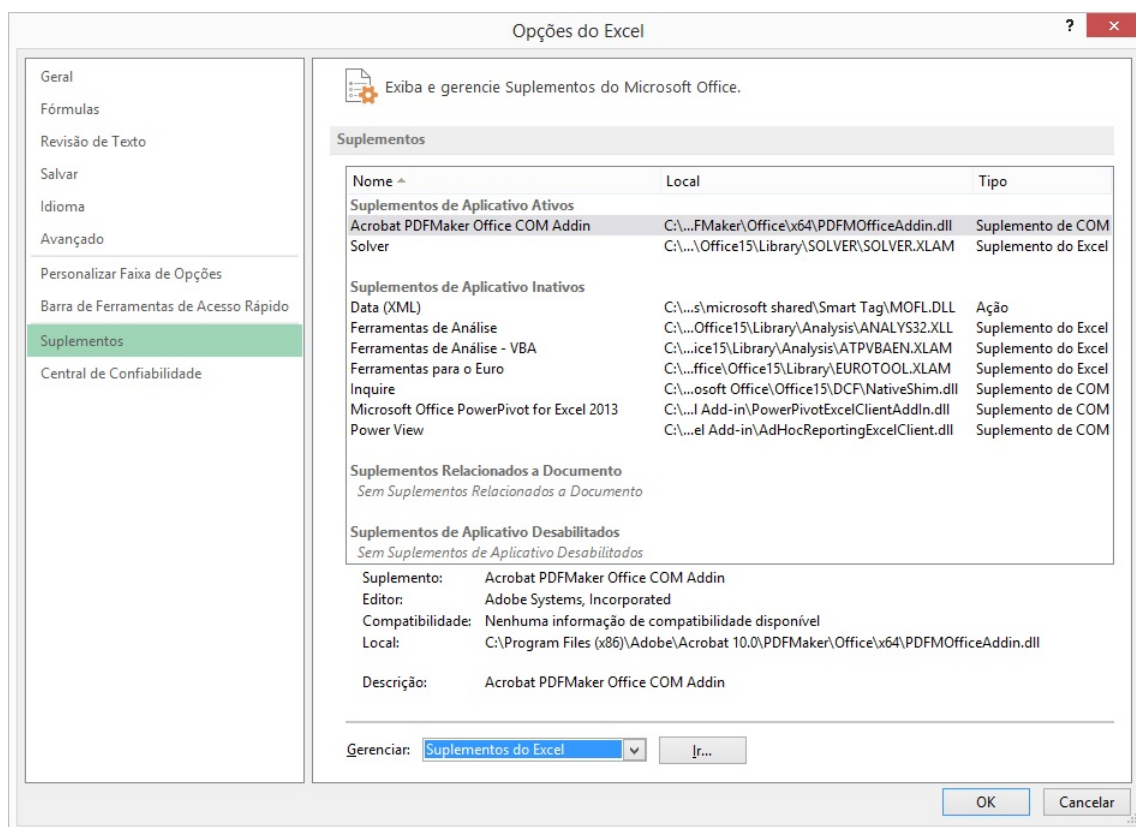 Opções do Excel
?
Geral
Fórmulas
Revisão de Texto
Salvar
Idioma
Avançado
Personalizar Faixa de Opções
Barra de Ferramentas de Acesso Rápido
Suplementos
Central de Confiabilidade
Exiba e gerencie Suplementos do Microsoft Office.
Suplementos
Nome Local Tipo
Suplementos de Aplicativo Ativos
Acrobat PDFMaker Office COM Addin C:\...FMaker\Office\x64\PDFMOfficeAddin.dll Suplemento de COM
Solver C:\...\Office15\Library\SOLVER\SOLVER.XLAM Suplemento do Excel
Suplementos de Aplicativo Inativos
Data (XML) C:\...s\microsoft shared\Smart Tag\MOFL.DLL Ação
Ferramentas de Análise C:\...Office15\Library\Analysis\ANALYS32.XLL Suplemento do Excel
Ferramentas de Análise - VBA C:\...ice15\Library\Analysis\ATPVBAEN.XLAM Suplemento do Excel
Ferramentas para o Euro C:\...ffice\Office15\Library\EUROTOOL.XLAM Suplemento do Excel
Inquire C:\...osoft Office\Office15\DCF\NativeShim.dll Suplemento de COM
Microsoft Office PowerPivot for Excel 2013 C:\...l Add-in\PowerPivotExcelClientAddIn.dll Suplemento de COM
Power View C:\...el Add-in\AdHocReportingExcelClient.dll Suplemento de COM
Suplementos Relacionados a Documento
Sem Suplementos Relacionados a Documento
Suplementos de Aplicativo Desabilitados
Sem Suplementos de Aplicativo Desabilitados
Suplemento: Acrobat PDFMaker Office COM Addin
Editor: Adobe Systems, Incorporated
Compatibilidade: Nenhuma informação de compatibilidade disponível
Local: C:\Program Files (x86)\Adobe\Acrobat 10.0\PDFMaker\Office\x64\PDFMOfficeAddin.dll
Descrição: Acrobat PDFMaker Office COM Addin
Gerenciar: Suplementos do Excel Ir...
OK Cancelar